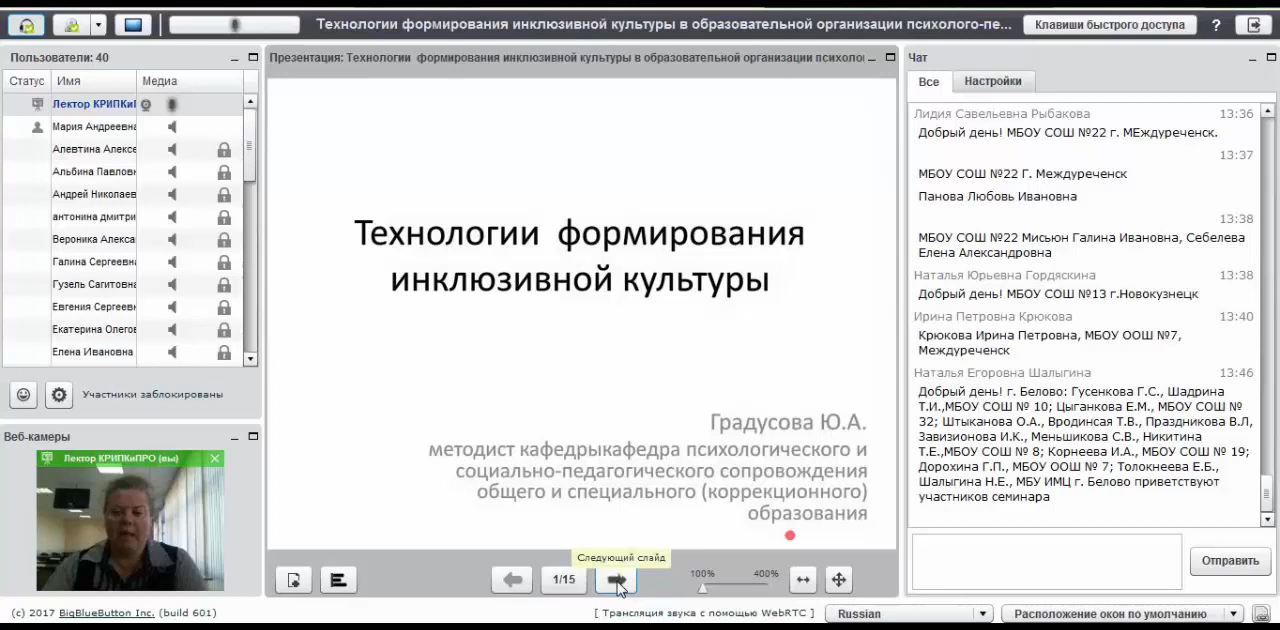 Технологии формирования инклюзивной культуры в образовательной организации психолого-пе...
Клавиши быстрого доступа
?
Пользователи: 40
Статус Имя Медиа
Лектор КРИПКиП
Мария Андреевна
Алевтина Алексе
Альбина Павловн
Андрей Николаев
антонина дмитри
Вероника Алекса
Галина Сергеевн
Гузель Сагитовна
Евгения Сергеевн
Екатерина Олегов
Елена Ивановна
Участники заблокированы
Веб-камеры
Лектор КРИПКиПРО (вы)
Презентация: Технологии формирования инклюзивной культуры в образовательной организации психоло
Технологии формирования
инклюзивной культуры
Градусова Ю.А.
методист кафедрыкафедра психологического и
социально-педагогического сопровождения
общего и специального (коррекционного)
образования
Следующий слайд
1/15
100% 400%
Чат
Все Настройки
Лидия Савельевна Рыбакова 13:36
Добрый день! МБОУ СОШ №22 г. МЕждуреченск.
13:37
МБОУ СОШ №22 Г. Междуреченск
Панова Любовь Ивановна
13:38
МБОУ СОШ №22 Мисьюн Галина Ивановна, Себелева
Елена Александровна
Наталья Юрьевна Гордяскина 13:38
Добрый день! МБОУ СОШ №13 г.Новокузнецк
Ирина Петровна Крюкова 13:40
Крюкова Ирина Петровна, МБОУ ООШ №7,
Междуреченск
Наталья Егоровна Шалыгина 13:46
Добрый день! г. Белово: Гусенкова Г.С., Шадрина
Т.И.,МБОУ СОШ № 10; Цыганкова Е.М., МБОУ СОШ №
32; Штыканова О.А., Вродинсая Т.В., Праздникова В.Л,
Завизионова И.К., Меньшикова С.В., Никитина
Т.Е.,МБОУ СОШ № 8; Корнеева И.А., МБОУ СОШ № 19;
Дорохина Г.П., МБОУ ООШ № 7; Толокнеева Е.Б.,
Шалыгина Н.Е., МБУ ИМЦ г. Белово приветствуют
участников семинара
Отправить
(c) 2017 BigBlueButton Inc. (build 601)
[ Трансляция звука с помощью WebRTC ]
Russian
Расположение окон по умолчанию